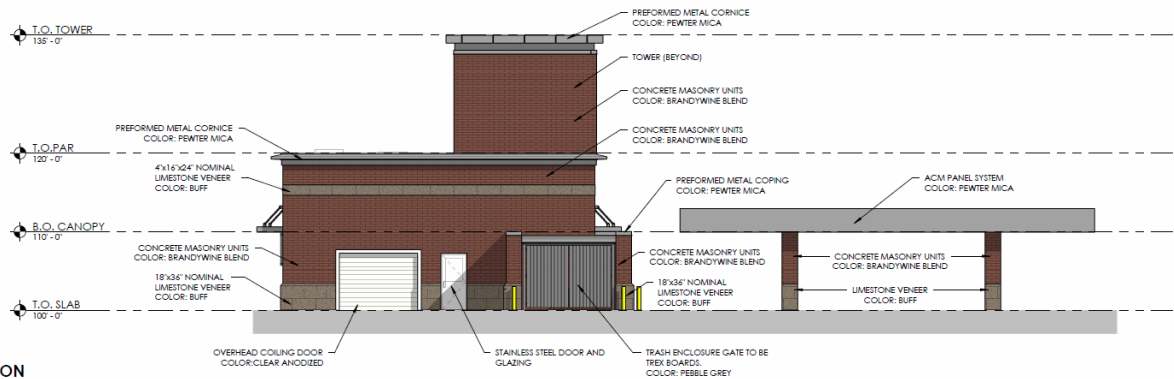 PREFORMED METAL CORNICE
COLOR: PEWTER MICA
T.O. TOWER
135' - 0"
TOWER (BEYOND)
CONCRETE MASONRY UNITS
COLOR: BRANDYWINE BLEND
PREFORMED METAL CORNICE
COLOR: PEWTER MICA
CONCRETE MASONRY UNITS
COLOR: BRANDYWINE BLEND
T.O.PAR
120' - 0"
4"x16"x24" NOMINAL
LIMESTONE VENEER
COLOR: BUFF
PREFORMED METAL COPING
COLOR: PEWTER MICA
ACM PANEL SYSTEM
COLOR: PEWTER MICA
B.O. CANOPY
110' - 0"
CONCRETE MASONRY UNITS
COLOR: BRANDYWINE BLEND
CONCRETE MASONRY UNITS
COLOR: BRANDYWINE BLEND
CONCRETE MASONRY UNITS
COLOR: BRANDYWINE BLEND
18"x36" NOMINAL
LIMESTONE VENEER
COLOR: BUFF
18"x36" NOMINAL
LIMESTONE VENEER
COLOR: BUFF
LIMESTONE VENEER
COLOR: BUFF
T.O. SLAB
100' - 0"
OVERHEAD COILING DOOR
COLOR:CLEAR ANODIZED
STAINLESS STEEL DOOR AND
GLAZING
TRASH ENCLOSURE GATE TO BE
TREX BOARDS.
COLOR: PEBBLE GREY
ON